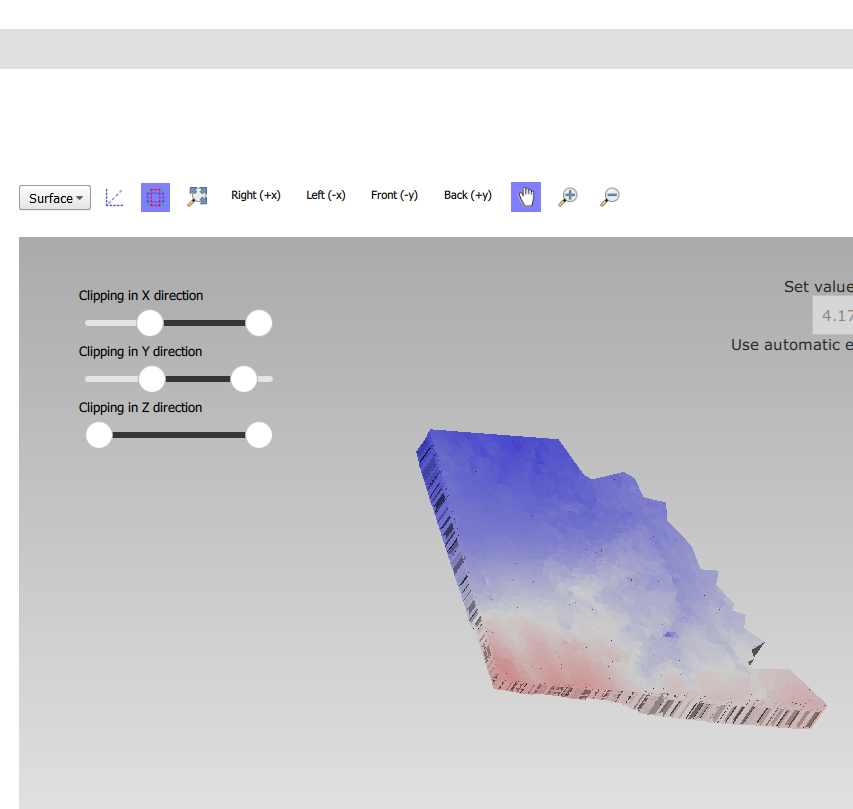 Surface
Right (+x)
Left (-x)
Front (-y)
Back (+y)
Clipping in X direction
Clipping in Y direction
Clipping in Z direction
Set value
4.17
Use automatic e